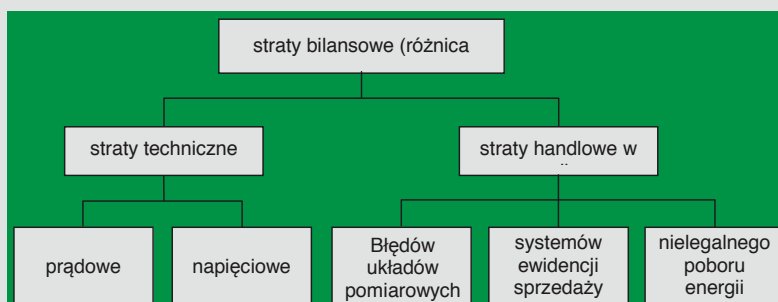 straty bilansowe (różnica
straty techniczne
straty handlowe w
prądowe
napięciowe
Błędów
układów
pomiarowych
systemów
ewidencji
sprzedaży
nielegalnego
poboru
energii